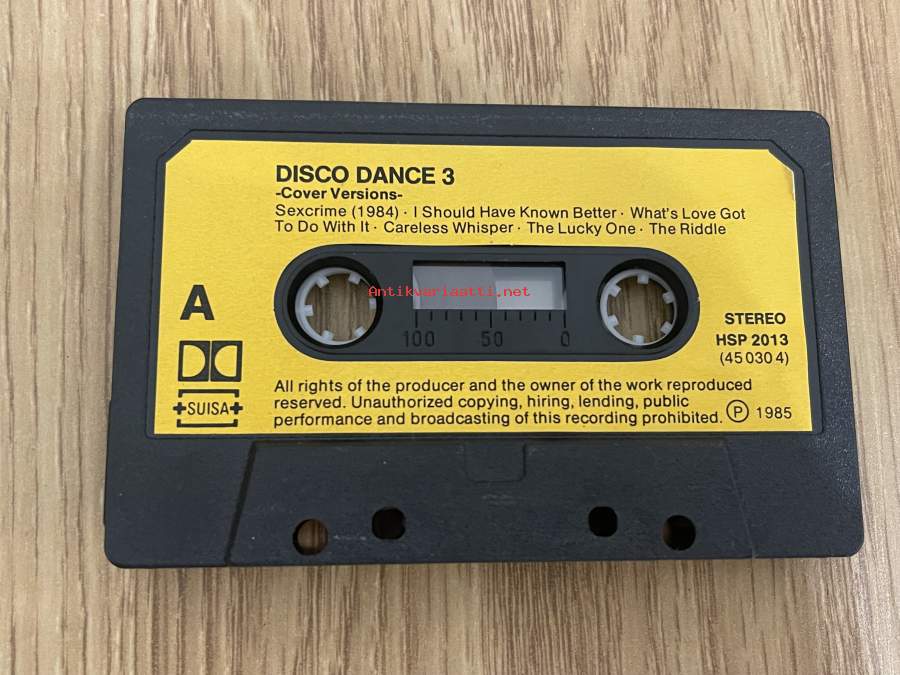 DISCO DANCE 3
-Cover Versions-
Sexcrime (1984) · I Should Have Known Better · What's Love Got
To Do With It · Careless Whisper · The Lucky One · The Riddle
Antikvariaatti.net
A
100 50 0
STEREO
HSP 2013
(45 030 4)
SUISA
All rights of the producer and the owner of the work reproduced
reserved. Unauthorized copying, hiring, lending, public
performance and broadcasting of this recording prohibited. Ⓟ 1985